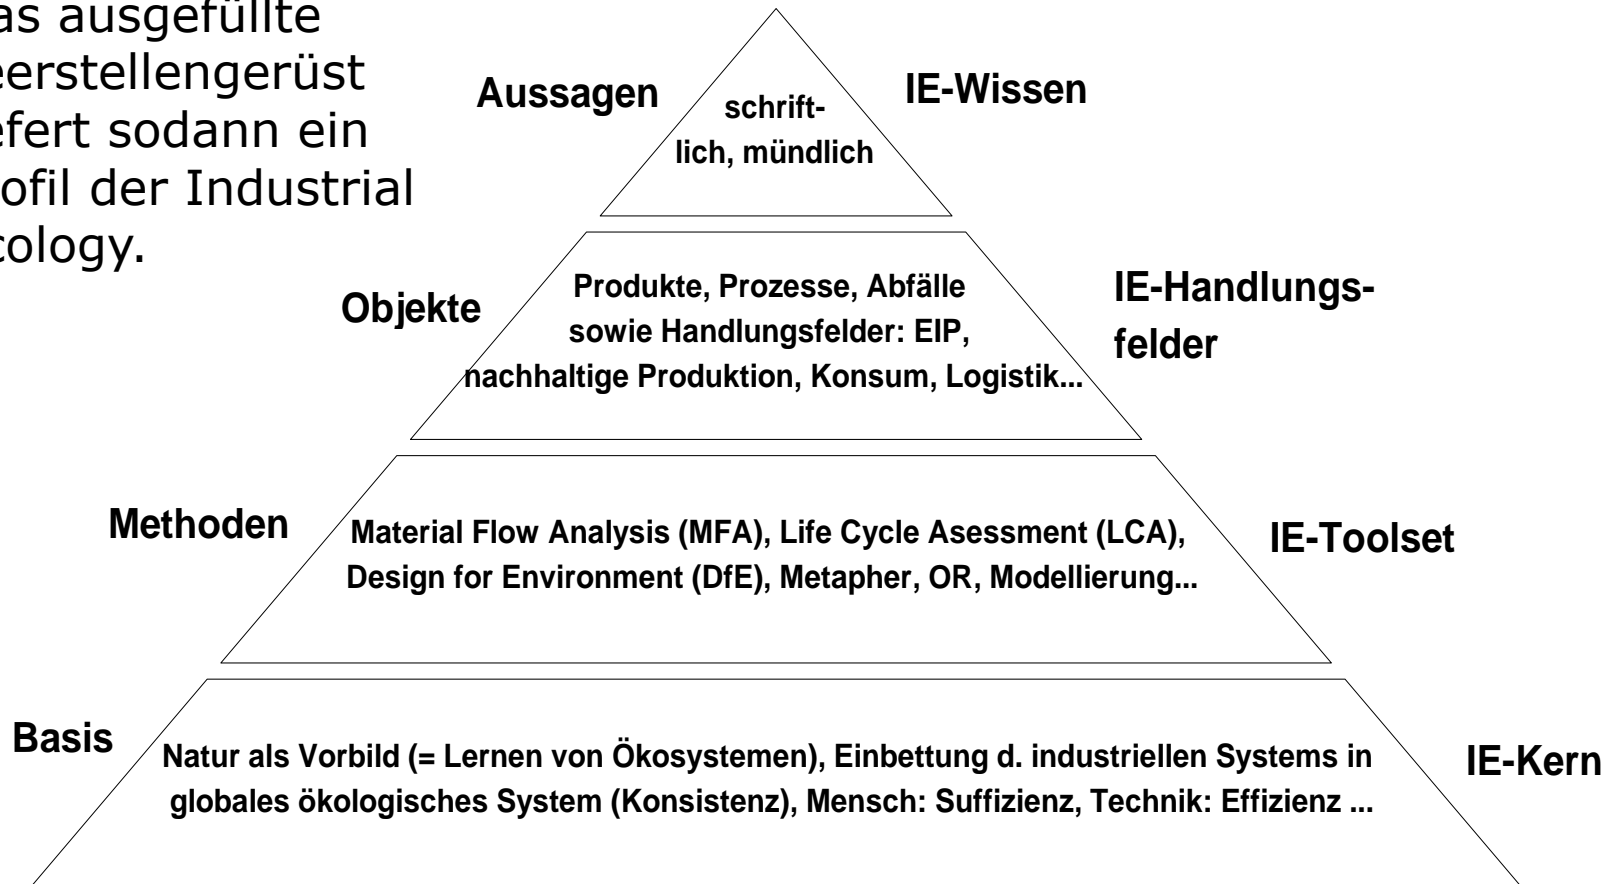 as ausgefüllte
eerstellengerüst
efert sodann ein
ofil der Industrial
cology.
Aussagen
schrift-
lich, mündlich
IE-Wissen
Objekte
Produkte, Prozesse, Abfälle
sowie Handlungsfelder: EIP,
nachhaltige Produktion, Konsum, Logistik...
IE-Handlungs-
felder
Methoden
Material Flow Analysis (MFA), Life Cycle Asessment (LCA),
Design for Environment (DfE), Metapher, OR, Modellierung...
IE-Toolset
Basis
Natur als Vorbild (= Lernen von Ökosystemen), Einbettung d. industriellen Systems in
globales ökologisches System (Konsistenz), Mensch: Suffizienz, Technik: Effizienz ...
IE-Kern